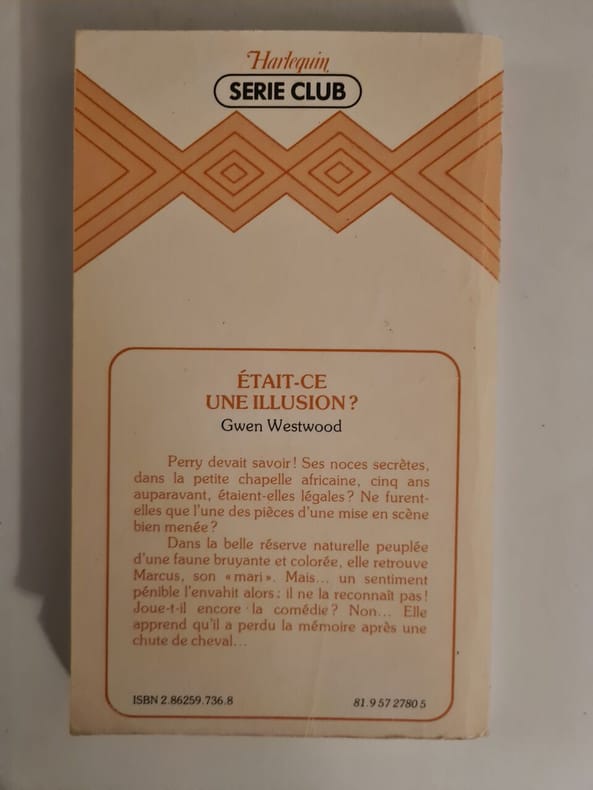 Harlequin
SERIE CLUB
ÉTAIT-CE
UNE ILLUSION?
Gwen Westwood
Perry devait savoir! Ses noces secrètes,
dans la petite chapelle africaine, cinq ans
auparavant, étaient-elles légales? Ne furent-
elles que l'une des pièces d'une mise en scène
bien menée?
Dans la belle réserve naturelle peuplée
d'une faune bruyante et colorée, elle retrouve
Marcus, son «mari». Mais... un sentiment
pénible l'envahit alors: il ne la reconnaît pas!
Joue-t-il encore la comédie? Non... Elle
apprend qu'il a perdu la mémoire après une
chute de cheval...
ISBN 2.86259.736.8
81.9 57 2780 5